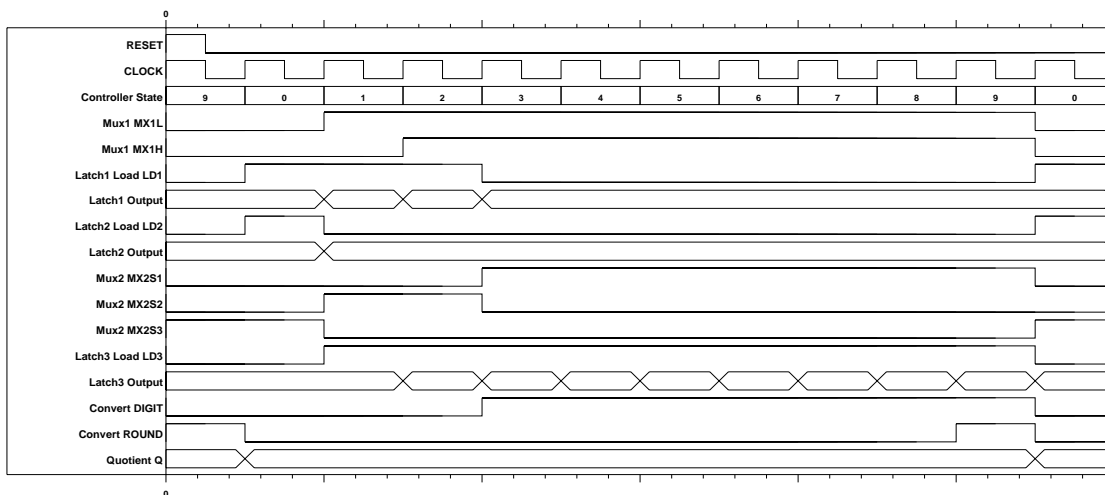 0
RESET
CLOCK
Controller State 9 0 1 2 3 4 5 6 7 8 9 0
Mux1 MX1L
Mux1 MX1H
Latch1 Load LD1
Latch1 Output
Latch2 Load LD2
Latch2 Output
Mux2 MX2S1
Mux2 MX2S2
Mux2 MX2S3
Latch3 Load LD3
Latch3 Output
Convert DIGIT
Convert ROUND
Quotient Q
0